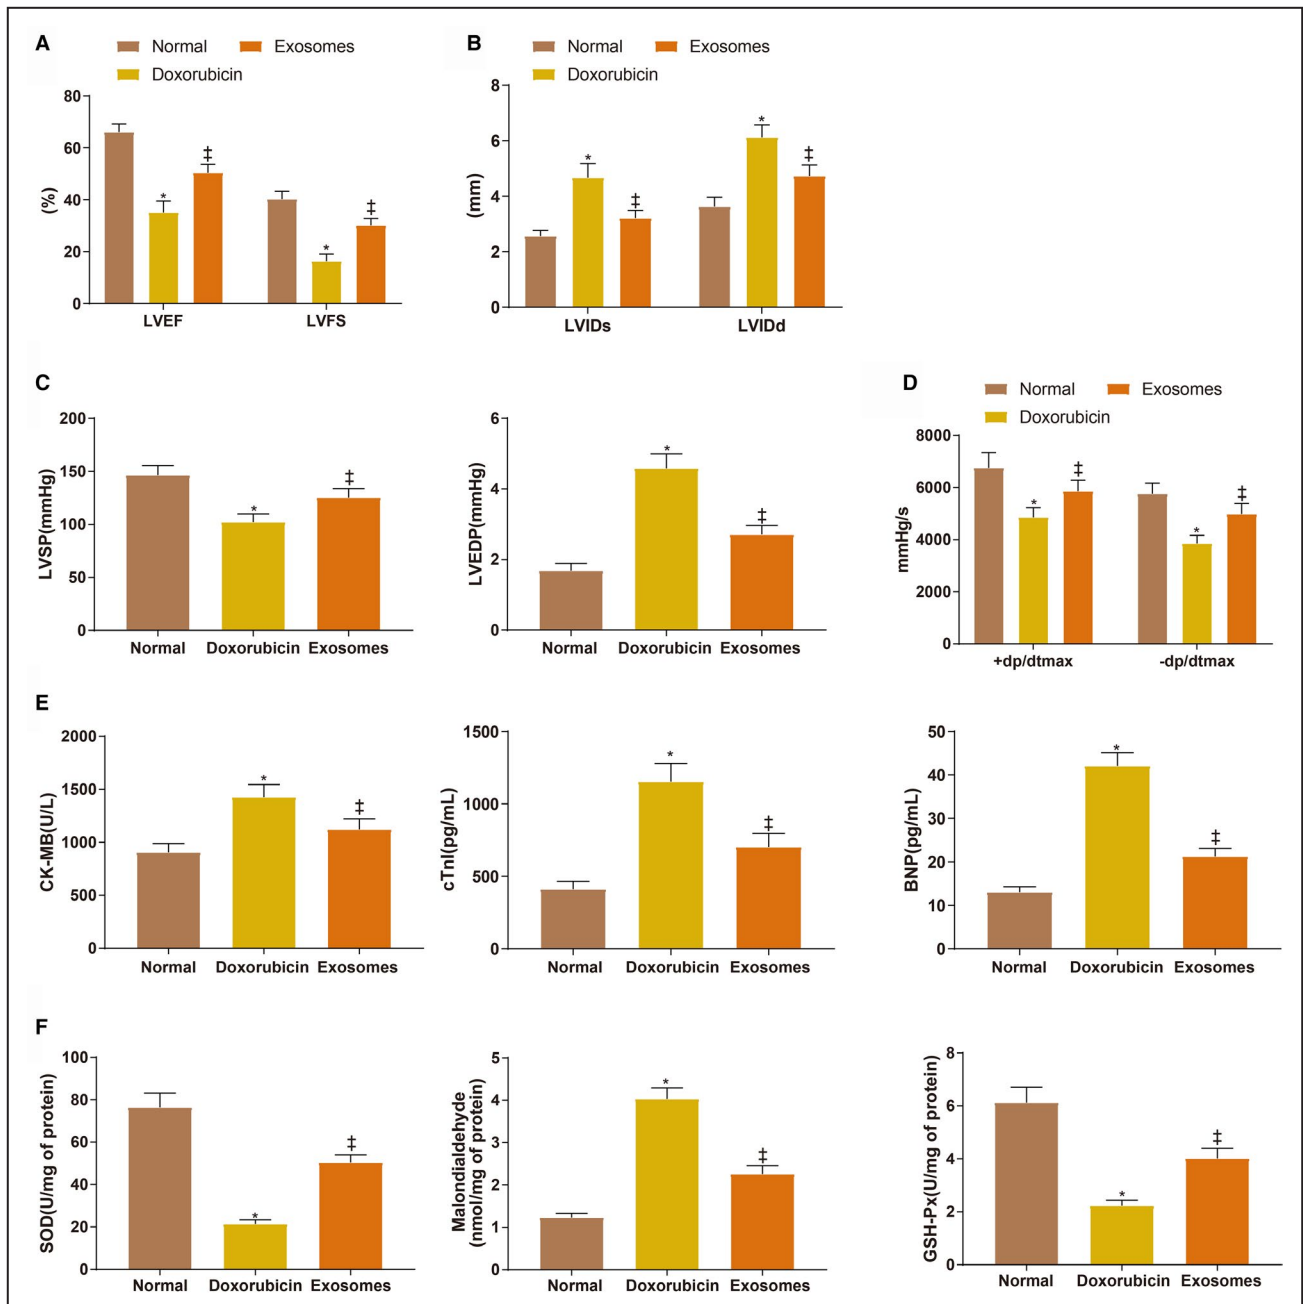 A
Normal Exosomes
Doxorubicin
80
60
40
20
0
(%)
*
‡
*
‡
LVEF LVFS
B
Normal Exosomes
Doxorubicin
8
6
4
2
0
(mm)
*
‡
*
‡
LVIDs LVIDd
C
200
150
100
50
0
LVSP(mmHg)
*
‡
Normal Doxorubicin Exosomes
6
4
2
0
LVEDP(mmHg)
*
‡
Normal Doxorubicin Exosomes
D
Normal Exosomes
Doxorubicin
8000
6000
4000
2000
0
mmHg/s
*
‡
*
‡
+dp/dtmax -dp/dtmax
E
2000
1500
1000
500
0
CK-MB(U/L)
*
‡
Normal Doxorubicin Exosomes
1500
1000
500
0
cTnI(pg/mL)
*
‡
Normal Doxorubicin Exosomes
50
40
30
20
10
0
BNP(pg/mL)
*
‡
Normal Doxorubicin Exosomes
F
100
80
60
40
20
0
SOD(U/mg of protein)
*
‡
Normal Doxorubicin Exosomes
5
4
3
2
1
0
Malondialdehyde
(nmol/mg of protein)
*
‡
Normal Doxorubicin Exosomes
8
6
4
2
0
GSH-Px(U/mg of protein)
*
‡
Normal Doxorubicin Exosomes